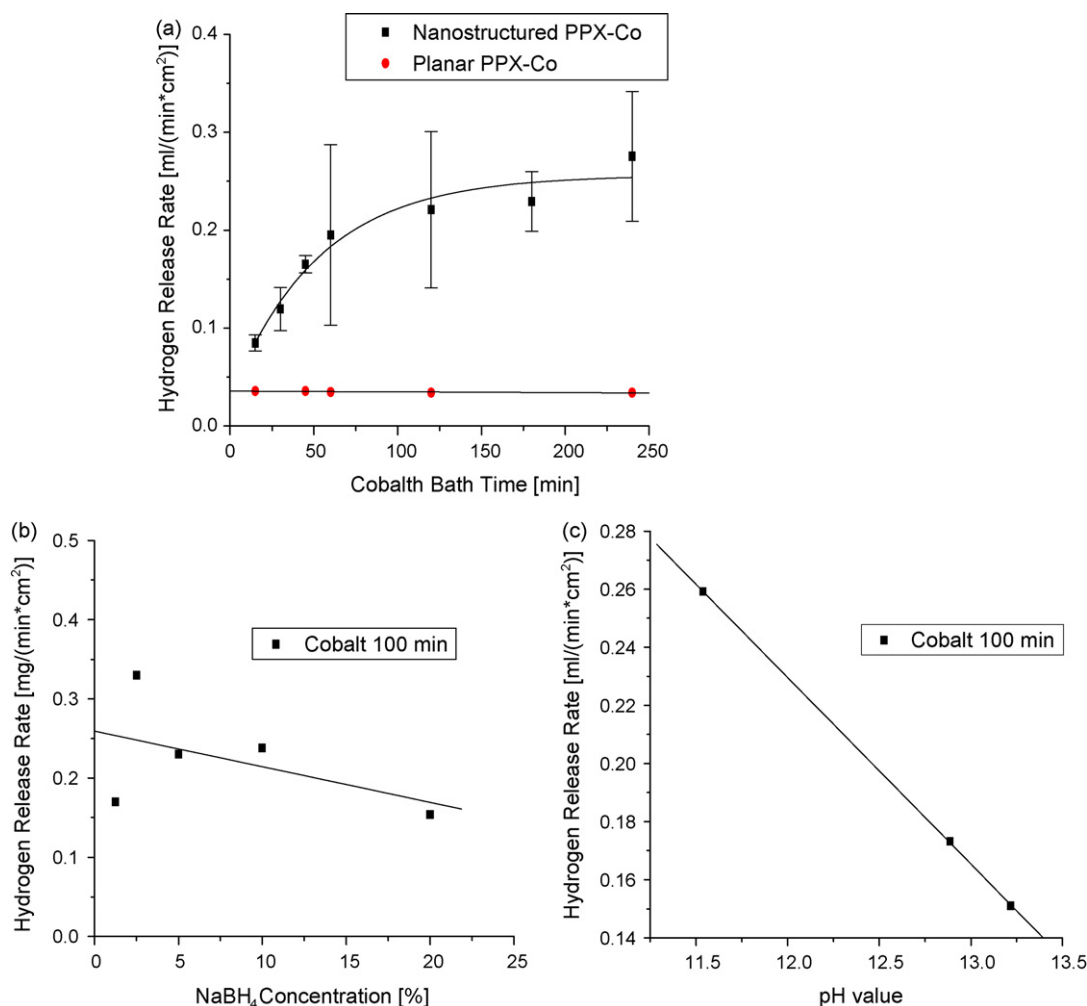 (a)
Nanostructured PPX-Co
Planar PPX-Co
Hydrogen Release Rate [ml/(min*cm²)]
0.4
0.3
0.2
0.1
0.0
0 50 100 150 200 250
Cobalth Bath Time [min]
(b)
Hydrogen Release Rate [mg/(min*cm²)]
0.5
0.4
0.3
0.2
0.1
0.0
Cobalt 100 min
0 5 10 15 20 25
NaBH₄Concentration [%]
(c)
Hydrogen Release Rate [ml/(min*cm²)]
0.28
0.26
0.24
0.22
0.20
0.18
0.16
0.14
Cobalt 100 min
11.5 12.0 12.5 13.0 13.5
pH value